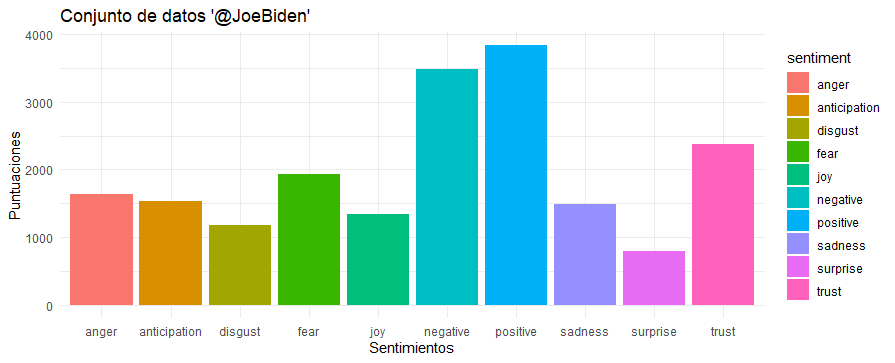 Conjunto de datos '@JoeBiden'
Puntuaciones
4000
3000
2000
1000
0
anger anticipation disgust fear joy negative positive sadness surprise trust
Sentimientos
sentiment
anger
anticipation
disgust
fear
joy
negative
positive
sadness
surprise
trust